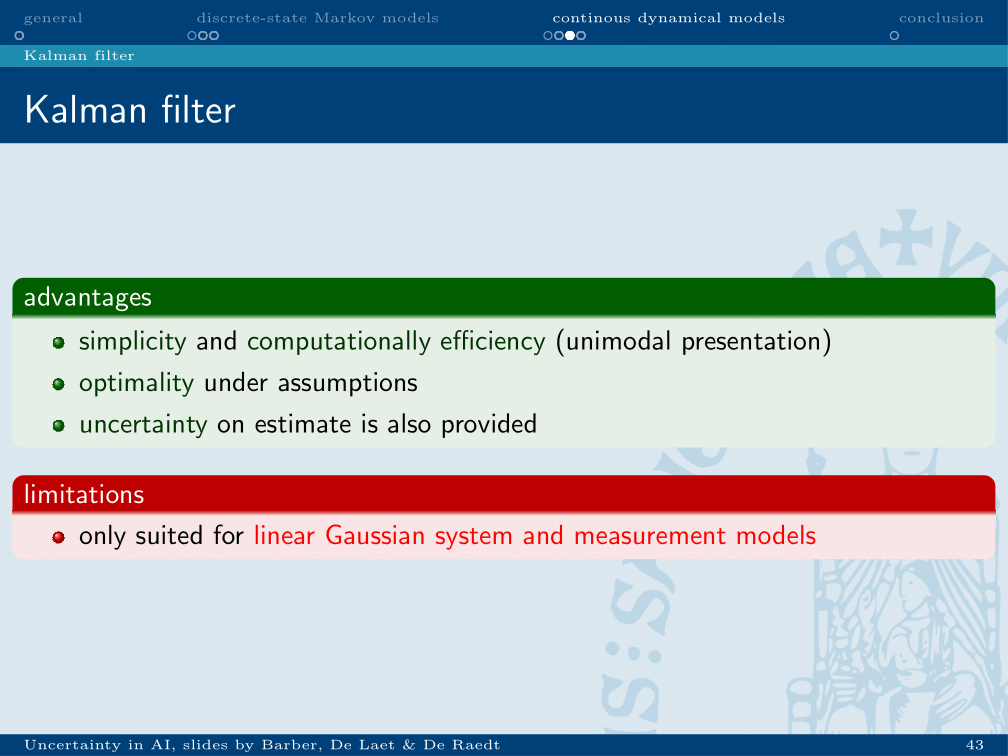 general discrete-state Markov models continous dynamical models conclusion
Kalman filter
Kalman filter
advantages
simplicity and computationally efficiency (unimodal presentation)
optimality under assumptions
uncertainty on estimate is also provided
limitations
only suited for linear Gaussian system and measurement models
Uncertainty in AI, slides by Barber, De Laet & De Raedt 43